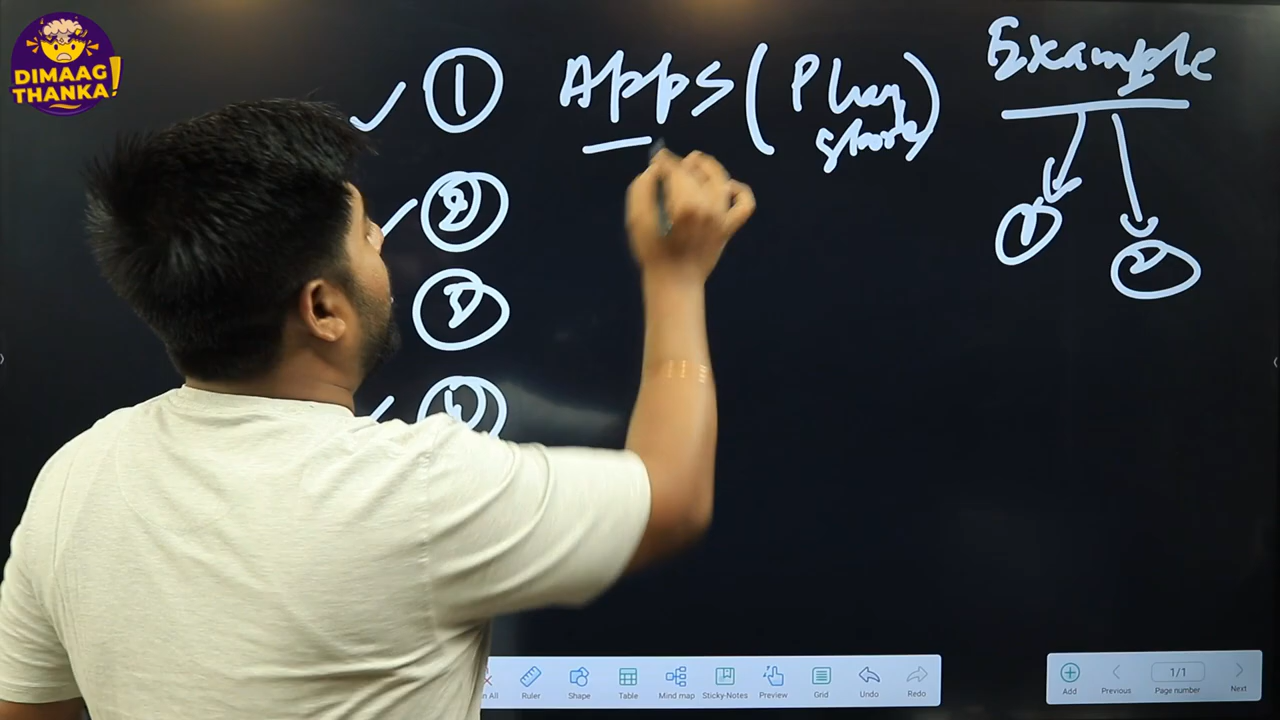 DIMAAG
THANKA!
1 Apps (Play
store)
2
3
4
Example
1
2
n All Ruler Shape Table Mind map Sticky-Notes Preview Grid Undo Redo
Add Previous 1/1 Page number Next